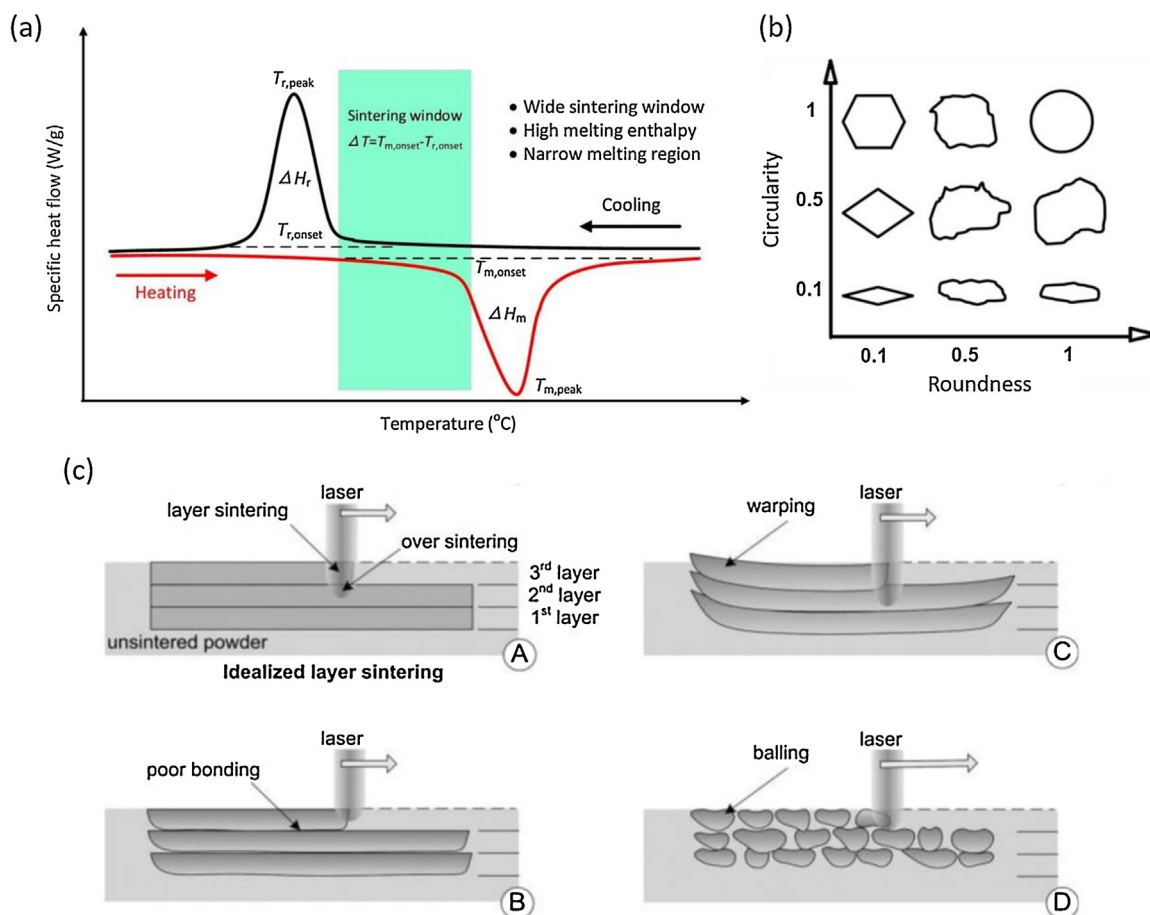 (a)
Specific heat flow (W/g)
T_r,peak
ΔH_r
T_r,onset
Sintering window
ΔT=T_m,onset-T_r,onset
• Wide sintering window
• High melting enthalpy
• Narrow melting region
Cooling
Heating
T_m,onset
ΔH_m
T_m,peak
Temperature (°C)
(b)
Circularity
1
0.5
0.1
0.1 0.5 1
Roundness
(c)
laser
layer sintering
over sintering
3rd layer
2nd layer
1st layer
unsintered powder
A
Idealized layer sintering
laser
warping
C
laser
poor bonding
B
laser
balling
D